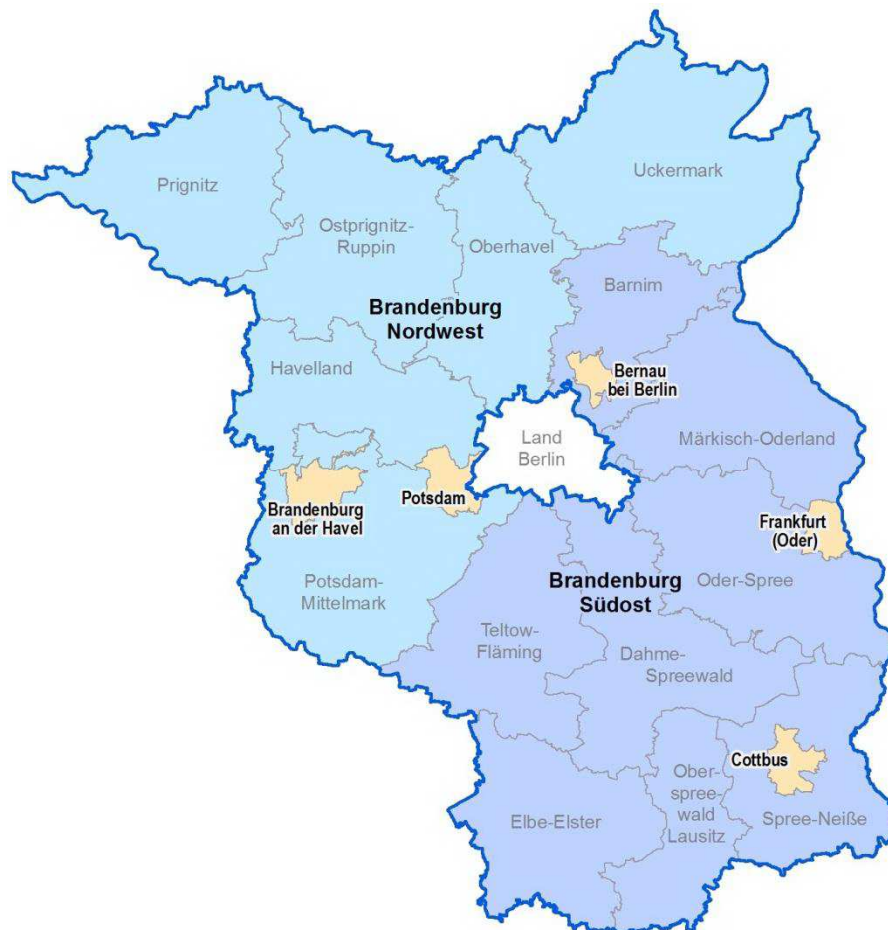 Uckermark
Prignitz
Ostprignitz-
Ruppin
Oberhavel
Barnim
Brandenburg
Nordwest
Havelland
Bernau
bei Berlin
Land
Berlin
Märkisch-Oderland
Potsdam
Brandenburg
an der Havel
Frankfurt
(Oder)
Potsdam-
Mittelmark
Brandenburg
Südost
Oder-Spree
Teltow-
Fläming
Dahme-
Spreewald
Cottbus
Ober-
spree-
wald
Lausitz
Elbe-Elster
Spree-Neiße